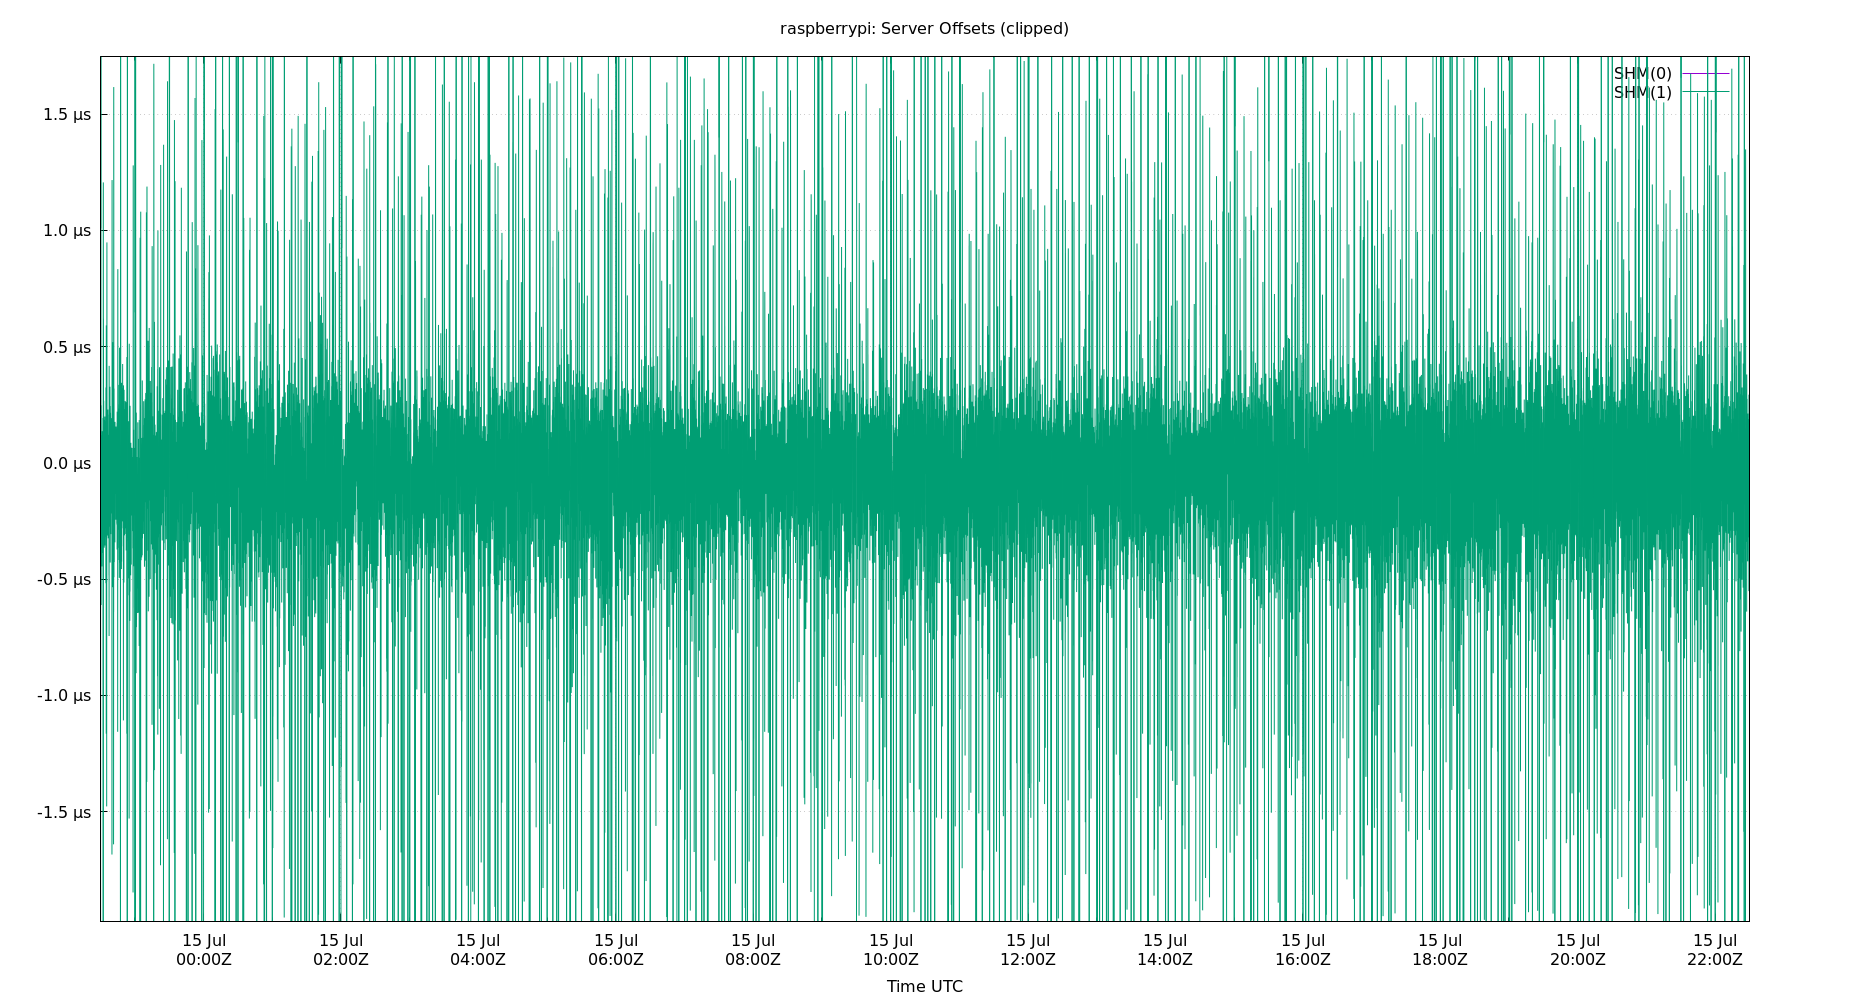 raspberrypi: Server Offsets (clipped)
SHM(0)
SHM(1)
1.5 µs
1.0 µs
0.5 µs
0.0 µs
-0.5 µs
-1.0 µs
-1.5 µs
15 Jul 15 Jul 15 Jul 15 Jul 15 Jul 15 Jul 15 Jul 15 Jul 15 Jul 15 Jul 15 Jul 15 Jul
00:00Z 02:00Z 04:00Z 06:00Z 08:00Z 10:00Z 12:00Z 14:00Z 16:00Z 18:00Z 20:00Z 22:00Z
Time UTC